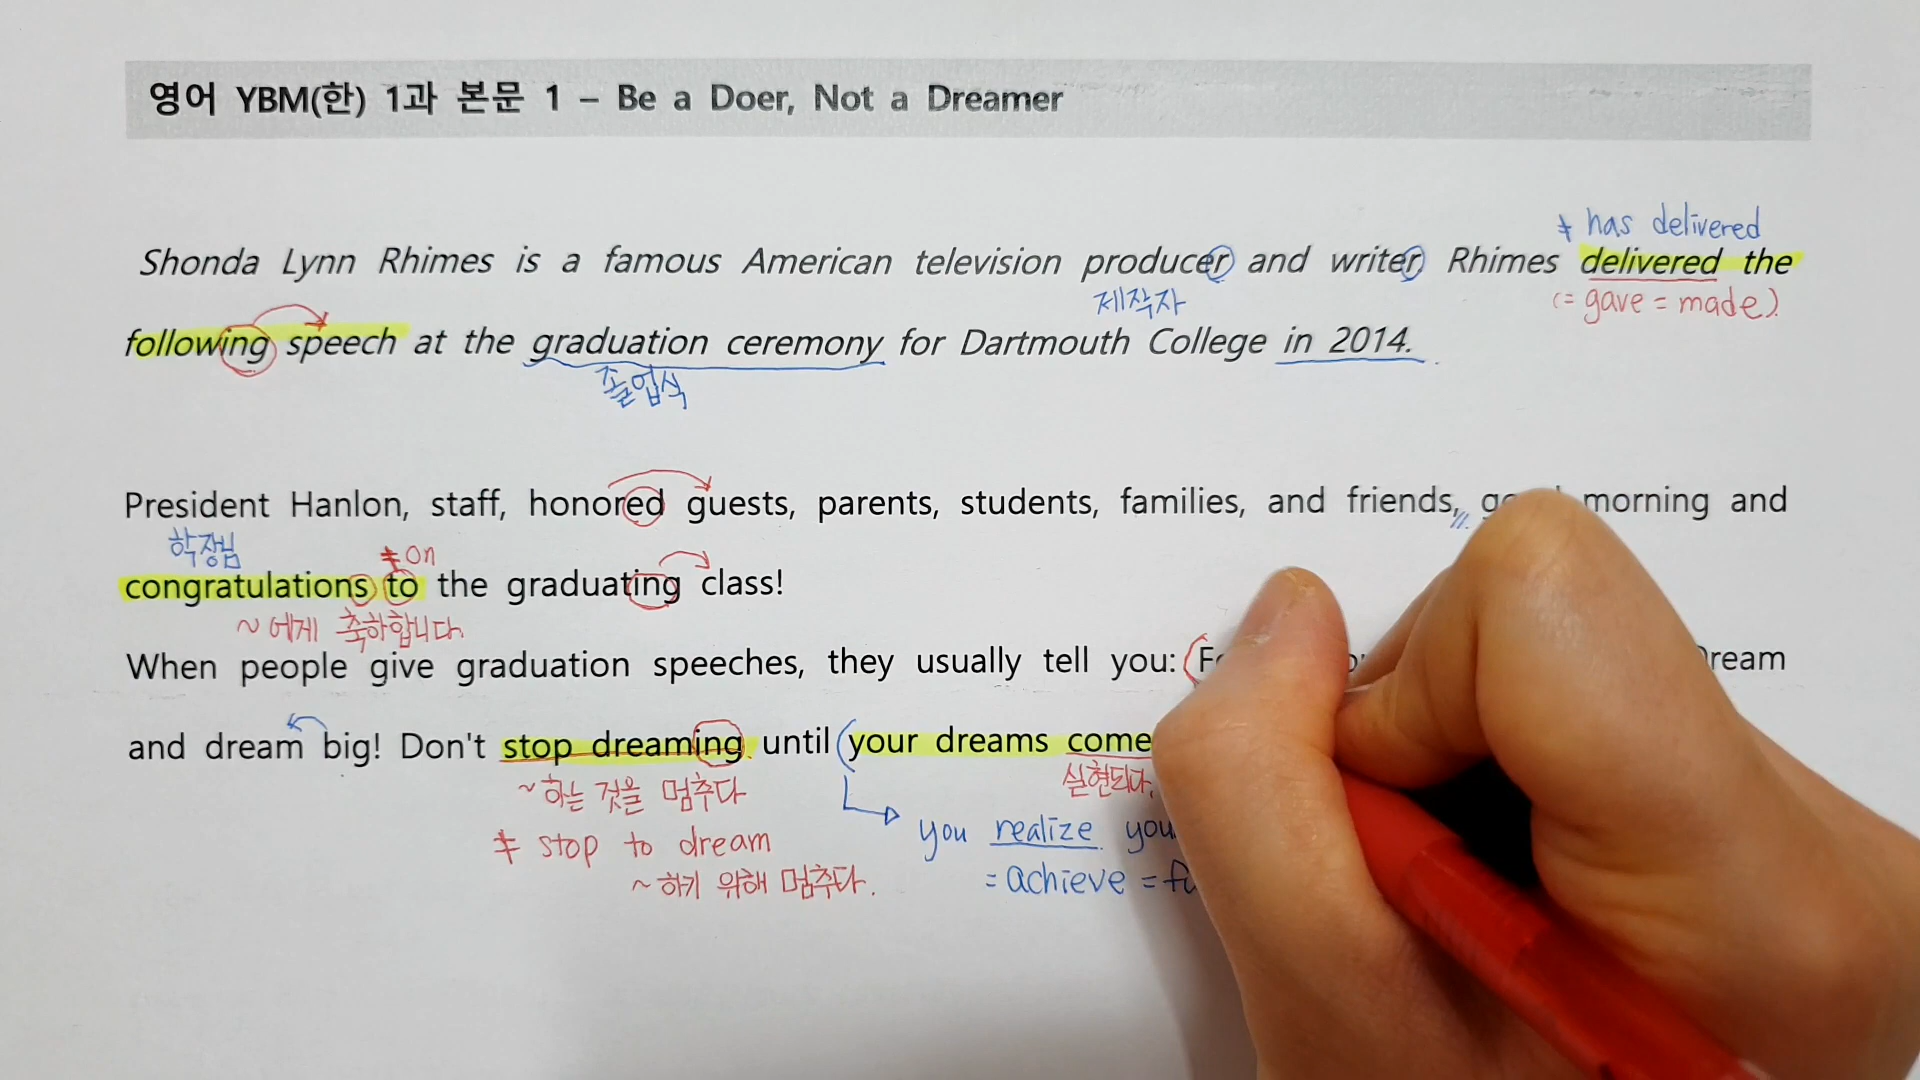 영어 YBM(한) 1과 본문 1 – Be a Doer, Not a Dreamer
≠ has delivered
Shonda Lynn Rhimes is a famous American television producer and writer. Rhimes delivered the
제작자
(= gave = made).
following speech at the graduation ceremony for Dartmouth College in 2014.
졸업식
President Hanlon, staff, honored guests, parents, students, families, and friends, morning and
학장님
≠ on
congratulations to the graduating class!
~에게 축하합니다.
When people give graduation speeches, they usually tell you:
and dream big! Don't stop dreaming until your dreams come
~하는 것을 멈추다
실현되다.
≠ stop to dream
you realize
~하기 위해 멈추다.
= achieve =